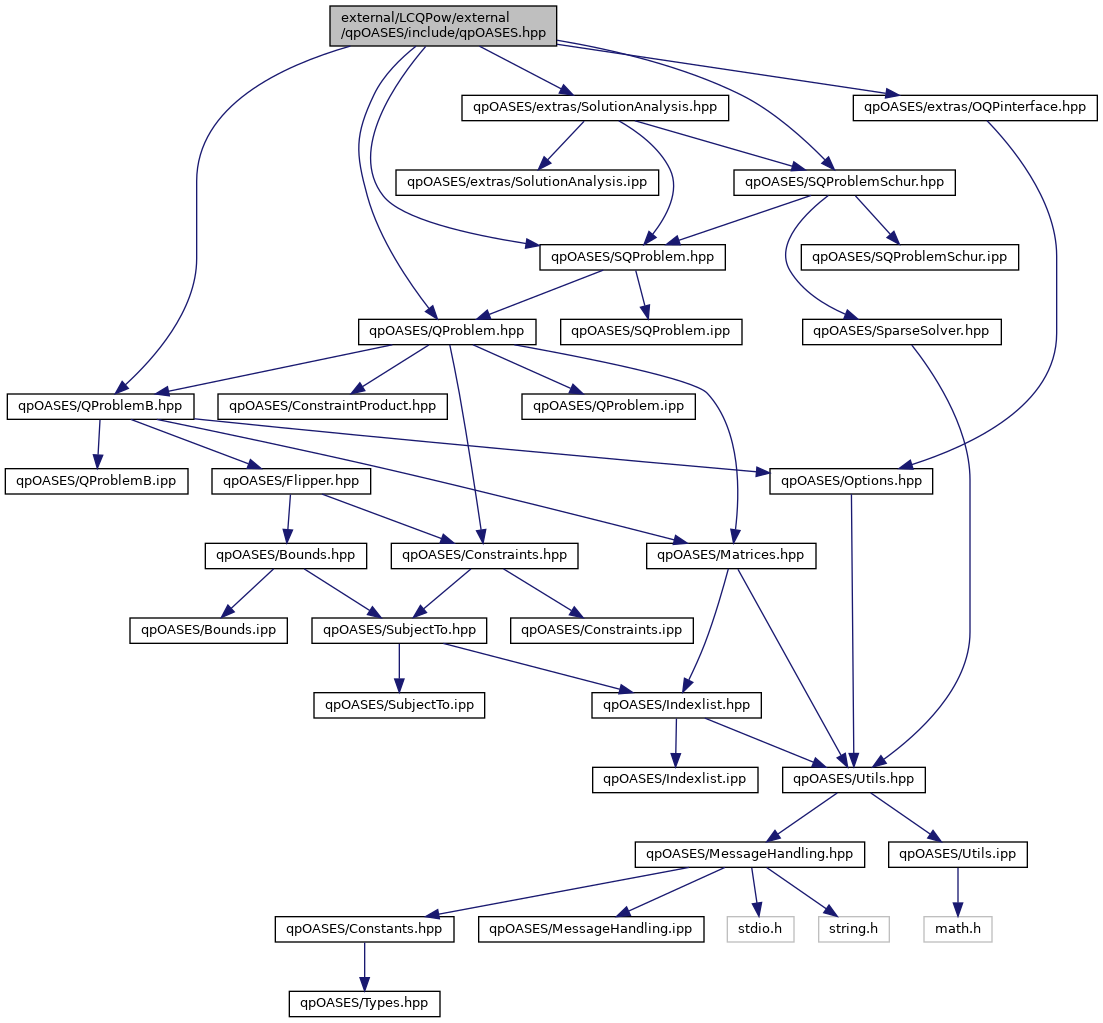 external/LCQPow/external
/qpOASES/include/qpOASES.hpp
qpOASES/extras/SolutionAnalysis.hpp
qpOASES/extras/OQPinterface.hpp
qpOASES/extras/SolutionAnalysis.ipp
qpOASES/SQProblemSchur.hpp
qpOASES/SQProblem.hpp
qpOASES/SQProblemSchur.ipp
qpOASES/QProblem.hpp
qpOASES/SQProblem.ipp
qpOASES/SparseSolver.hpp
qpOASES/QProblemB.hpp
qpOASES/ConstraintProduct.hpp
qpOASES/QProblem.ipp
qpOASES/QProblemB.ipp
qpOASES/Flipper.hpp
qpOASES/Options.hpp
qpOASES/Bounds.hpp
qpOASES/Constraints.hpp
qpOASES/Matrices.hpp
qpOASES/Bounds.ipp
qpOASES/SubjectTo.hpp
qpOASES/Constraints.ipp
qpOASES/SubjectTo.ipp
qpOASES/Indexlist.hpp
qpOASES/Indexlist.ipp
qpOASES/Utils.hpp
qpOASES/MessageHandling.hpp
qpOASES/Utils.ipp
qpOASES/Constants.hpp
qpOASES/MessageHandling.ipp
stdio.h
string.h
math.h
qpOASES/Types.hpp